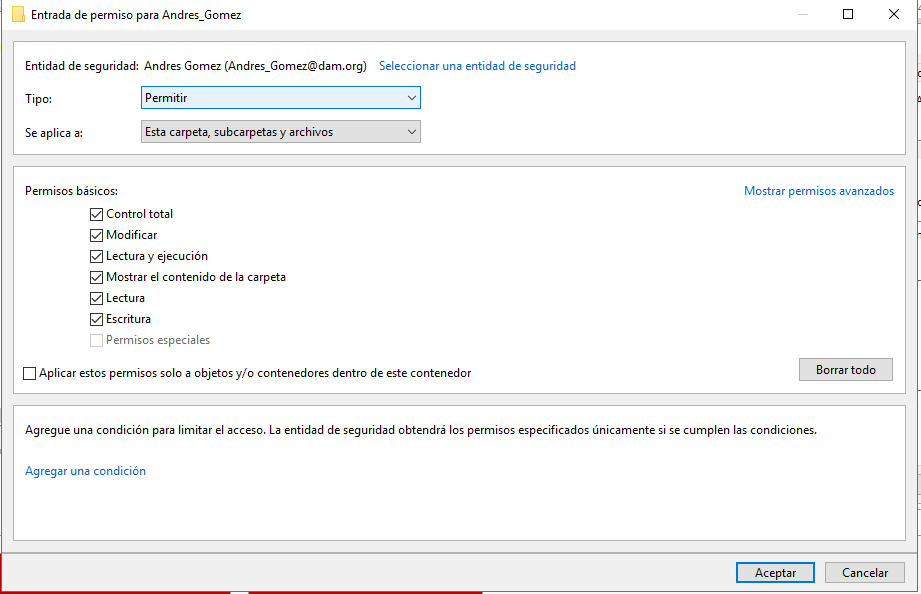 Entrada de permiso para Andres_Gomez
Entidad de seguridad: Andres Gomez (Andres_Gomez@dam.org) Seleccionar una entidad de seguridad
Tipo: Permitir
Se aplica a: Esta carpeta, subcarpetas y archivos
Permisos básicos: Mostrar permisos avanzados
Control total
Modificar
Lectura y ejecución
Mostrar el contenido de la carpeta
Lectura
Escritura
Permisos especiales
Aplicar estos permisos solo a objetos y/o contenedores dentro de este contenedor Borrar todo
Agregue una condición para limitar el acceso. La entidad de seguridad obtendrá los permisos especificados únicamente si se cumplen las condiciones.
Agregar una condición
Aceptar Cancelar